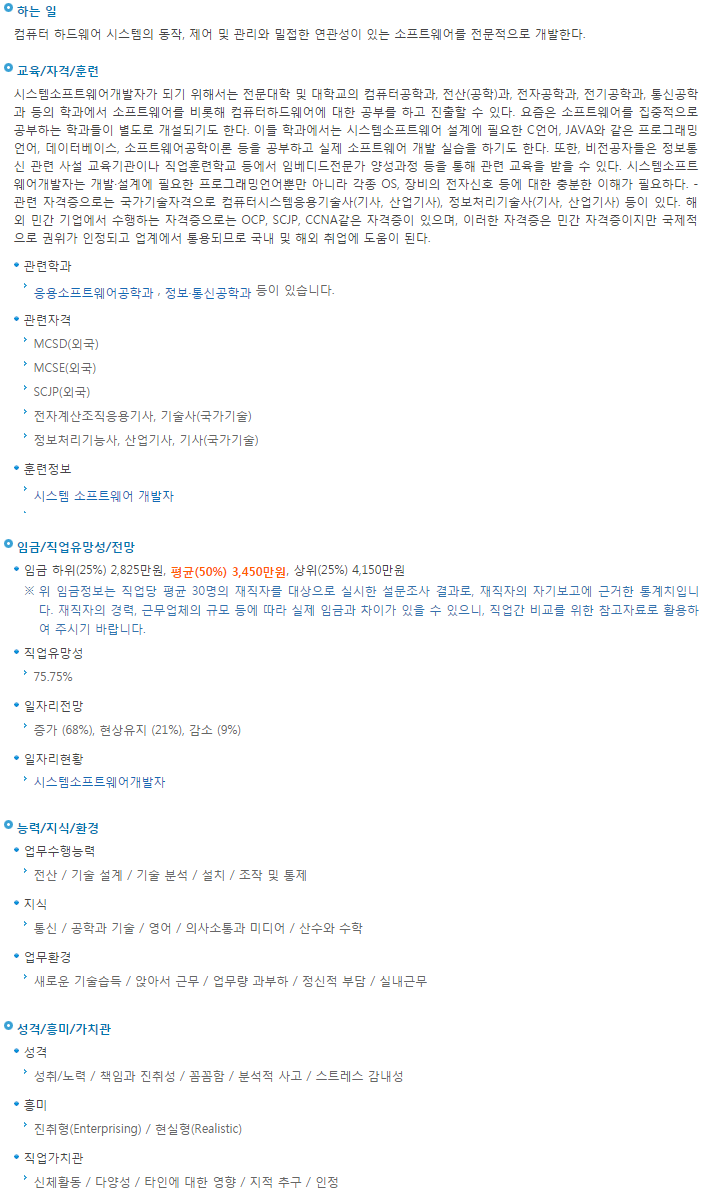 하는 일
컴퓨터 하드웨어 시스템의 동작, 제어 및 관리와 밀접한 연관성이 있는 소프트웨어를 전문적으로 개발한다.
교육/자격/훈련
시스템소프트웨어개발자가 되기 위해서는 전문대학 및 대학교의 컴퓨터공학과, 전산(공학)과, 전자공학과, 전기공학과, 통신공학
과 등의 학과에서 소프트웨어를 비롯해 컴퓨터하드웨어에 대한 공부를 하고 진출할 수 있다. 요즘은 소프트웨어를 집중적으로
공부하는 학과들이 별도로 개설되기도 한다. 이들 학과에서는 시스템소프트웨어 설계에 필요한 C언어, JAVA와 같은 프로그래밍
언어, 데이터베이스, 소프트웨어공학이론 등을 공부하고 실제 소프트웨어 개발 실습을 하기도 한다. 또한, 비전공자들은 정보통
신 관련 사설 교육기관이나 직업훈련학교 등에서 임베디드전문가 양성과정 등을 통해 관련 교육을 받을 수 있다. 시스템소프트
웨어개발자는 개발·설계에 필요한 프로그래밍언어뿐만 아니라 각종 OS, 장비의 전자신호 등에 대한 충분한 이해가 필요하다. -
관련 자격증으로는 국가기술자격으로 컴퓨터시스템응용기술사(기사, 산업기사), 정보처리기술사(기사, 산업기사) 등이 있다. 해
외 민간 기업에서 수행하는 자격증으로는 OCP, SCJP, CCNA같은 자격증이 있으며, 이러한 자격증은 민간 자격증이지만 국제적
으로 권위가 인정되고 업계에서 통용되므로 국내 및 해외 취업에 도움이 된다.
관련학과
응용소프트웨어공학과 , 정보·통신공학과 등이 있습니다.
관련자격
MCSD(외국)
MCSE(외국)
SCJP(외국)
전자계산조직응용기사, 기술사(국가기술)
정보처리기능사, 산업기사, 기사(국가기술)
훈련정보
시스템 소프트웨어 개발자
임금/직업유망성/전망
임금 하위(25%) 2,825만원, 평균(50%) 3,450만원, 상위(25%) 4,150만원
※ 위 임금정보는 직업당 평균 30명의 재직자를 대상으로 실시한 설문조사 결과로, 재직자의 자기보고에 근거한 통계치입니
다. 재직자의 경력, 근무업체의 규모 등에 따라 실제 임금과 차이가 있을 수 있으니, 직업간 비교를 위한 참고자료로 활용하
여 주시기 바랍니다.
직업유망성
75.75%
일자리전망
증가 (68%), 현상유지 (21%), 감소 (9%)
일자리현황
시스템소프트웨어개발자
능력/지식/환경
업무수행능력
전산 / 기술 설계 / 기술 분석 / 설치 / 조작 및 통제
지식
통신 / 공학과 기술 / 영어 / 의사소통과 미디어 / 산수와 수학
업무환경
새로운 기술습득 / 앉아서 근무 / 업무량 과부하 / 정신적 부담 / 실내근무
성격/흥미/가치관
성격
성취/노력 / 책임과 진취성 / 꼼꼼함 / 분석적 사고 / 스트레스 감내성
흥미
진취형(Enterprising) / 현실형(Realistic)
직업가치관
신체활동 / 다양성 / 타인에 대한 영향 / 지적 추구 / 인정